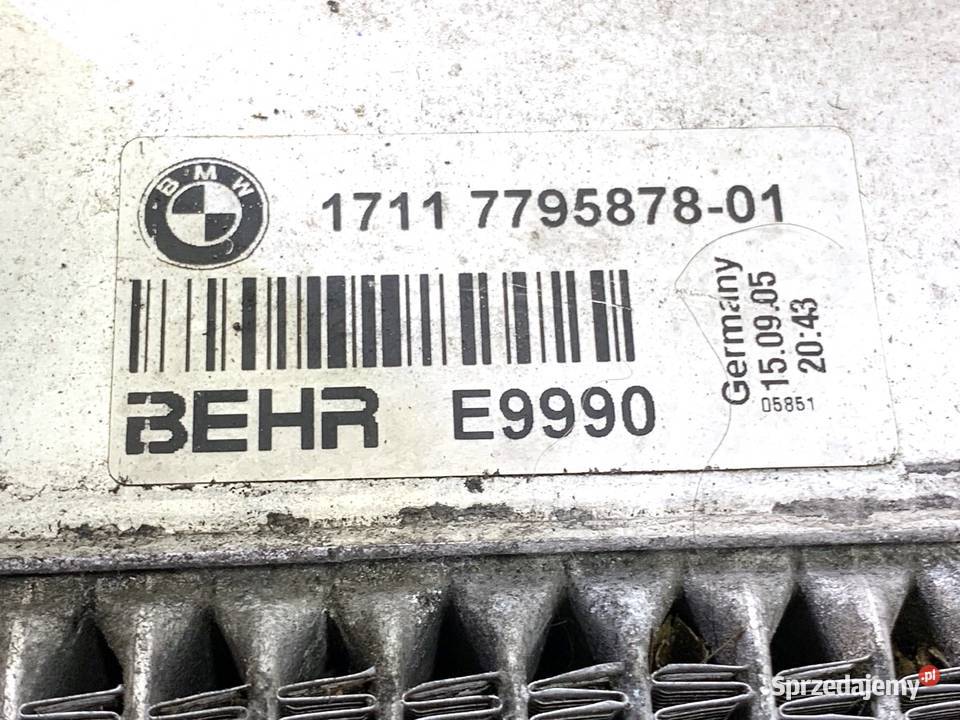 BMW
1711 7795878-01
Germany
15.09.05
20:43
05851
BEHR E9990
Sprzedajemy.pl